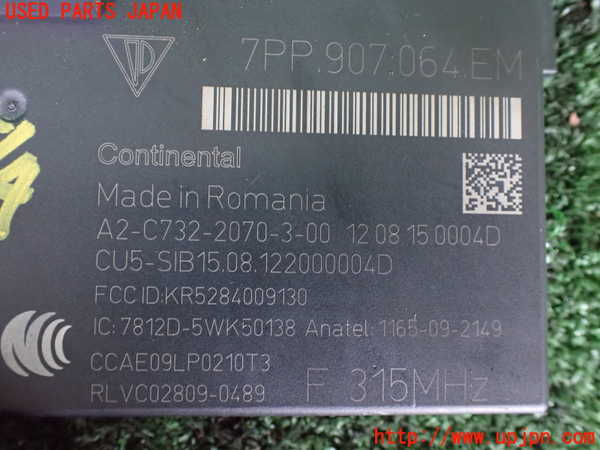 USED PARTS JAPAN
7PP.907.064.EM
Continental
Made in Romania
A2-C732-2070-3-00 12 08 15 0004D
CU5-SIB15.08.122000004D
FCC ID:KR5284009130
IC: 7812D-5WK50138 Anatel: 1165-09-2149
CCAE09LP0210T3
RLVC02809-0489 F 315MHz
UPJ
https://www.upjpn.com